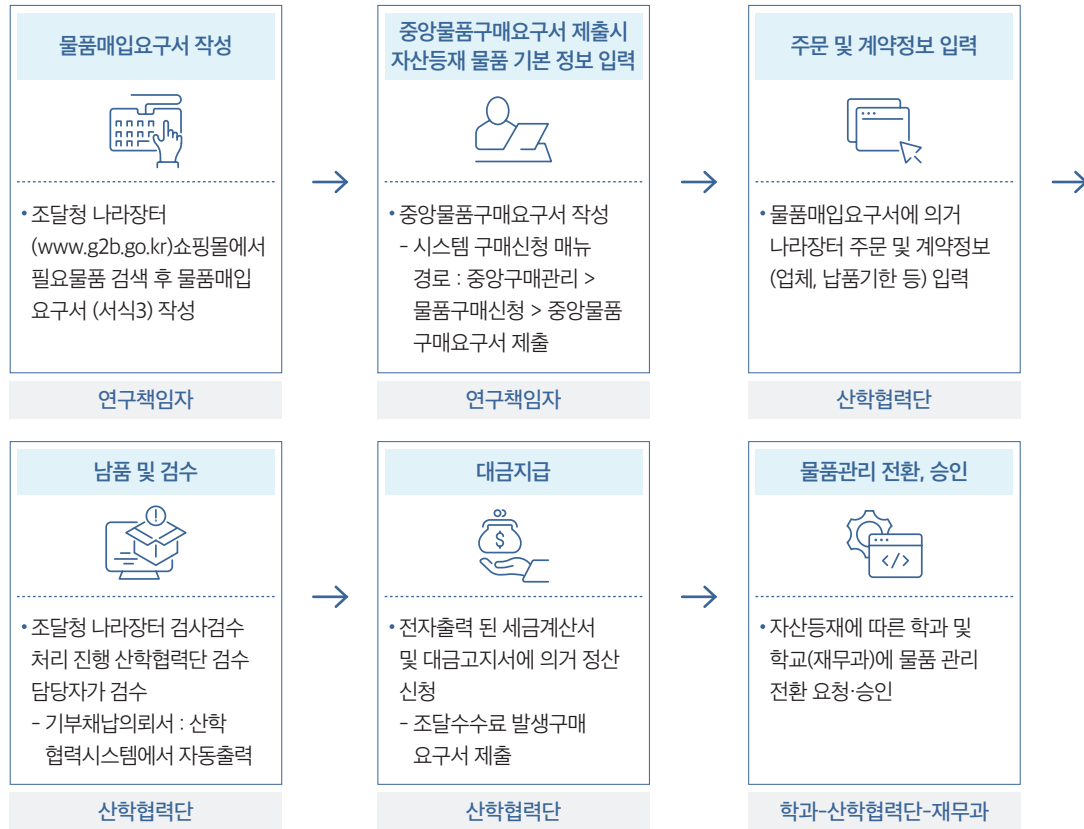 물품매입요구서 작성
• 조달청 나라장터
(www.g2b.go.kr)쇼핑몰에서
필요물품 검색 후 물품매입
요구서 (서식3) 작성
연구책임자
중앙물품구매요구서 제출시
자산등재 물품 기본 정보 입력
• 중앙물품구매요구서 작성
- 시스템 구매신청 매뉴
경로 : 중앙구매관리 >
물품구매신청 > 중앙물품
구매요구서 제출
연구책임자
주문 및 계약정보 입력
• 물품매입요구서에 의거
나라장터 주문 및 계약정보
(업체, 납품기한 등) 입력
산학협력단
남품 및 검수
• 조달청 나라장터 검사검수
처리 진행 산학협력단 검수
담당자가 검수
- 기부채납의뢰서 : 산학
협력시스템에서 자동출력
산학협력단
대금지급
$
• 전자출력 된 세금계산서
및 대금고지서에 의거 정산
신청
- 조달수수료 발생구매
요구서 제출
산학협력단
물품관리 전환, 승인
</>
• 자산등재에 따른 학과 및
학교(재무과)에 물품 관리
전환 요청·승인
학과-산학협력단-재무과